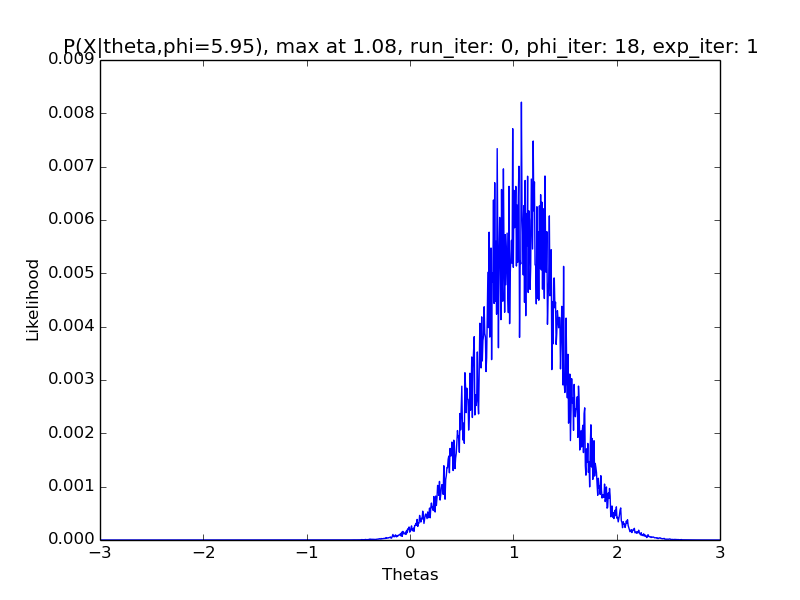 P(X|theta,phi=5.95), max at 1.08, run_iter: 0, phi_iter: 18, exp_iter: 1
0.009
0.008
0.007
0.006
0.005
0.004
0.003
0.002
0.001
0.000
Likelihood
−3 −2 −1 0 1 2 3
Thetas